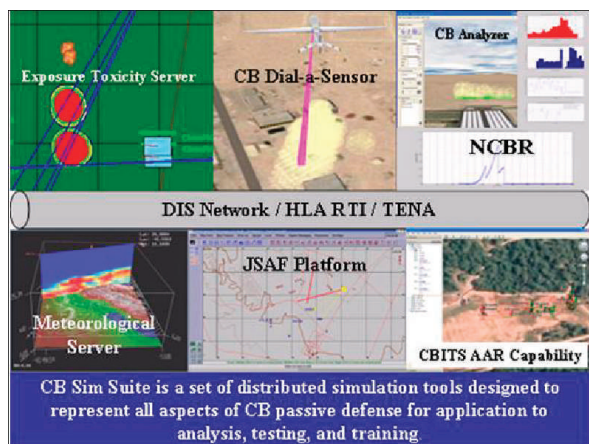 Exposure Toxicity Server
CB Dial-a-Sensor
CB Analyzer
NCBR
DIS Network / HLA RTI / TENA
Meteorological
Server
JSAF Platform
CBITS AAR Capability
CB Sim Suite is a set of distributed simulation tools designed to
represent all aspects of CB passive defense for application to
analysis, testing, and training